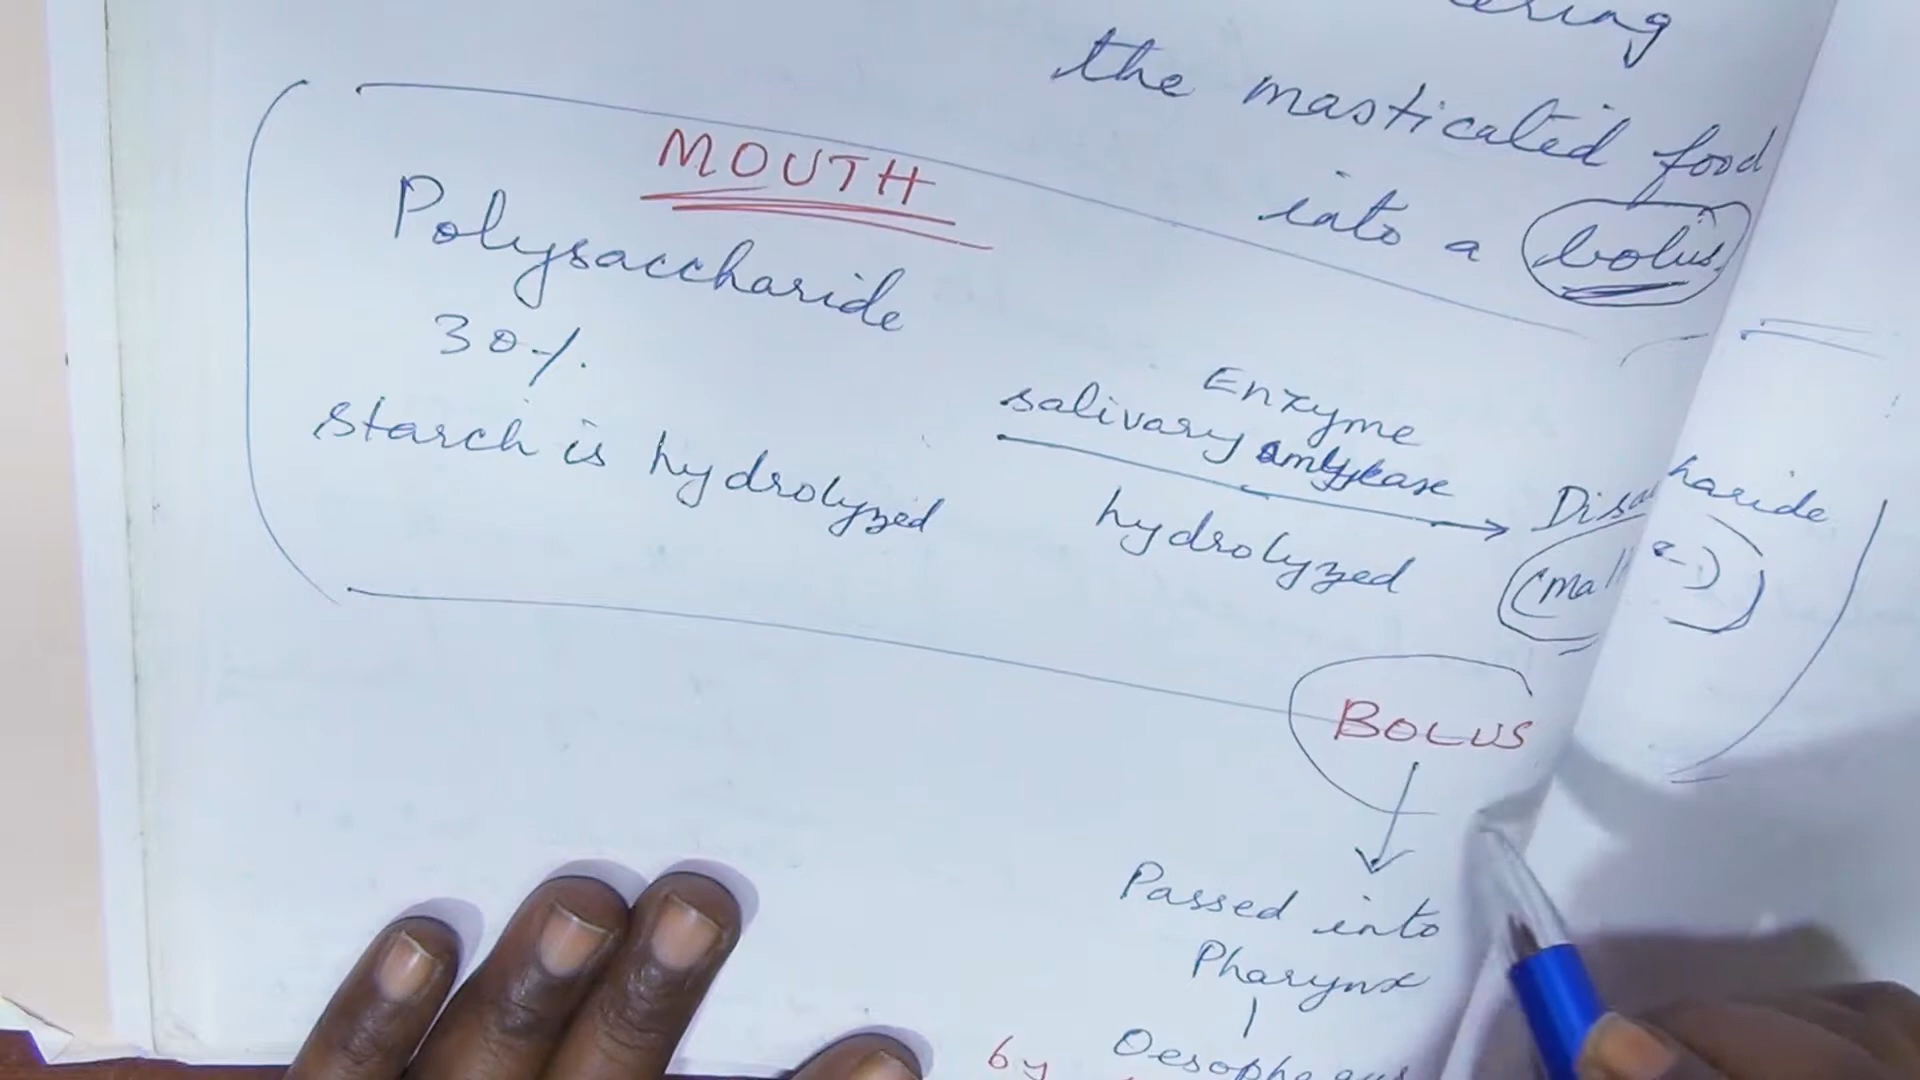 the masticated food
into a bolus
MOUTH
Polysaccharide
30%
starch is hydrolyzed
Enzyme
salivary amylase
hydrolyzed
BOLUS
Passed into
Pharynx
by